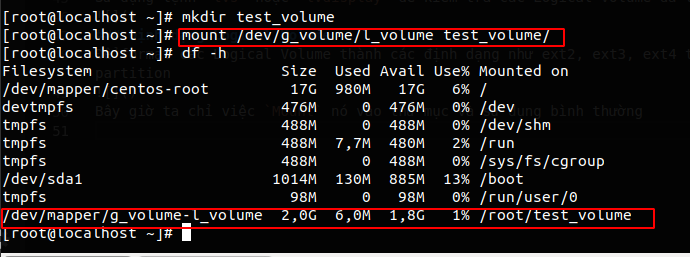 [root@localhost ~]# mkdir test_volume
[root@localhost ~]# mount /dev/g_volume/l_volume test_volume/
[root@localhost ~]# df -h
Filesystem Size Used Avail Use% Mounted on
/dev/mapper/centos-root 17G 980M 17G 6% /
devtmpfs 476M 0 476M 0% /dev
tmpfs 488M 0 488M 0% /dev/shm
tmpfs 488M 7,7M 480M 2% /run
tmpfs 488M 0 488M 0% /sys/fs/cgroup
/dev/sda1 1014M 130M 885M 13% /boot
tmpfs 98M 0 98M 0% /run/user/0
/dev/mapper/g_volume-l_volume 2,0G 6,0M 1,8G 1% /root/test_volume
[root@localhost ~]#